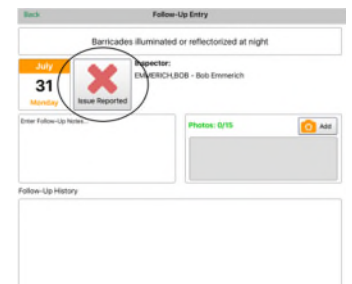 Back
Follow-Up Entry
Barricades illuminated or reflectorized at night
July
31
Monday
Issue Reported
Inspector:
EMMERICH,BOB - Bob Emmerich
Enter Follow-Up Notes...
Photos: 0/15
Add
Follow-Up History